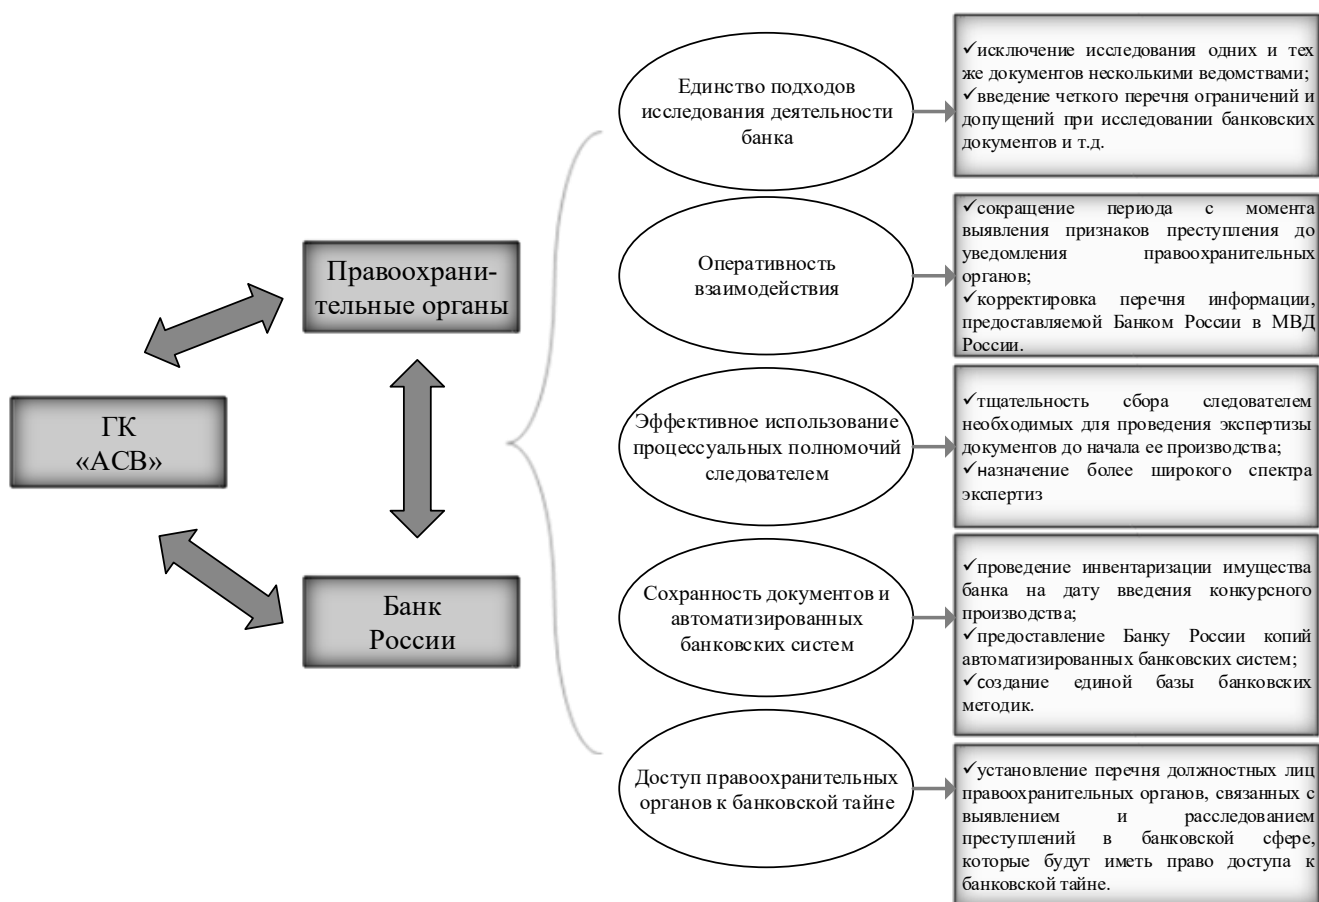 ГК
«АСВ»
Правоохрани-
тельные органы
Банк
России
Единство подходов
исследования деятельности
банка
✓исключение исследования одних и тех
же документов несколькими ведомствами;
✓введение четкого перечня ограничений и
допущений при исследовании банковских
документов и т.д.
Оперативность
взаимодействия
✓сокращение периода с момента
выявления признаков преступления до
уведомления правоохранительных
органов;
✓корректировка перечня информации,
предоставляемой Банком России в МВД
России.
Эффективное использование
процессуальных полномочий
следователем
✓тщательность сбора следователем
необходимых для проведения экспертизы
документов до начала ее производства;
✓назначение более широкого спектра
экспертиз
Сохранность документов и
автоматизированных
банковских систем
✓проведение инвентаризации имущества
банка на дату введения конкурсного
производства;
✓предоставление Банку России копий
автоматизированных банковских систем;
✓создание единой базы банковских
методик.
Доступ правоохранительных
органов к банковской тайне
✓установление перечня должностных лиц
правоохранительных органов, связанных с
выявлением и расследованием
преступлений в банковской сфере,
которые будут иметь право доступа к
банковской тайне.